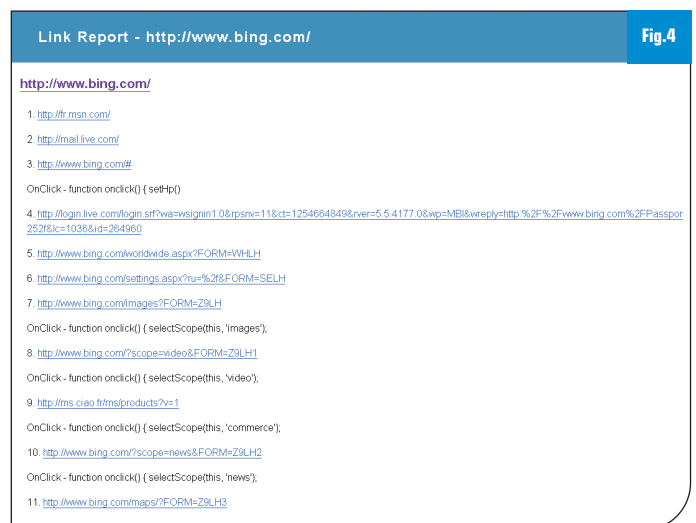 Link Report - http://www.bing.com/
Fig.4
http://www.bing.com/
1. http://fr.msn.com/
2. http://mail.live.com/
3. http://www.bing.com/#
OnClick - function onclick() { setHp()
4. http://login.live.com/login.srf?wa=wsignin1.0&rpsnv=11&ct=1254664849&rver=5.5.4177.0&wp=MBI&wreply=http:%2F%2Fwww.bing.com%2FPasspor
252f&lc=1036&id=264960
5. http://www.bing.com/worldwide.aspx?FORM=WHLH
6. http://www.bing.com/settings.aspx?ru=%2f&FORM=SELH
7. http://www.bing.com/images?FORM=Z9LH
OnClick - function onclick() { selectScope(this, 'images');
8. http://www.bing.com/?scope=video&FORM=Z9LH1
OnClick - function onclick() { selectScope(this, 'video');
9. http://ms.ciao.fr/ms/products?v=1
OnClick - function onclick() { selectScope(this, 'commerce');
10. http://www.bing.com/?scope=news&FORM=Z9LH2
OnClick - function onclick() { selectScope(this, 'news');
11. http://www.bing.com/maps/?FORM=Z9LH3